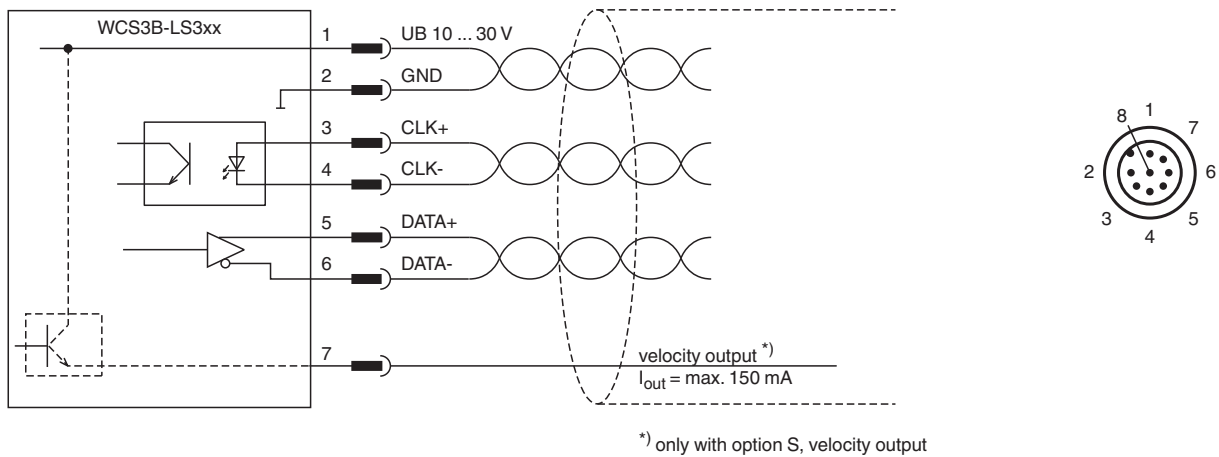 WCS3B-LS3xx
1 UB 10 ... 30 V
2 GND
3 CLK+
4 CLK-
5 DATA+
6 DATA-
7 velocity output *)
Iout = max. 150 mA
*) only with option S, velocity output
8 1 7
2 6
3 5
4